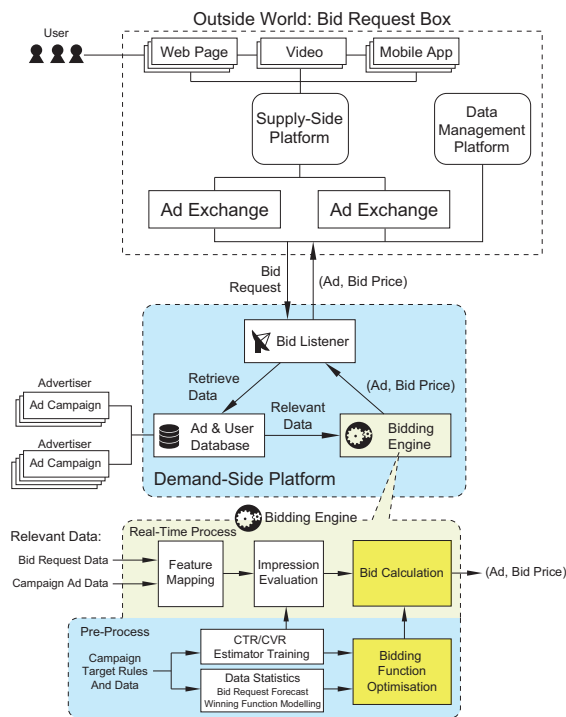 Outside World: Bid Request Box
User
Web Page
Video
Mobile App
Supply-Side
Platform
Data
Management
Platform
Ad Exchange
Ad Exchange
Bid
Request
(Ad, Bid Price)
Bid Listener
Retrieve
Data
(Ad, Bid Price)
Advertiser
Ad Campaign
Advertiser
Ad Campaign
Ad & User
Database
Relevant
Data
Bidding
Engine
Demand-Side Platform
Bidding Engine
Relevant Data:
Real-Time Process
Bid Request Data
Campaign Ad Data
Feature
Mapping
Impression
Evaluation
Bid Calculation
(Ad, Bid Price)
Pre-Process
Campaign
Target Rules
And Data
CTR/CVR
Estimator Training
Data Statistics
Bid Request Forecast
Winning Function Modelling
Bidding
Function
Optimisation